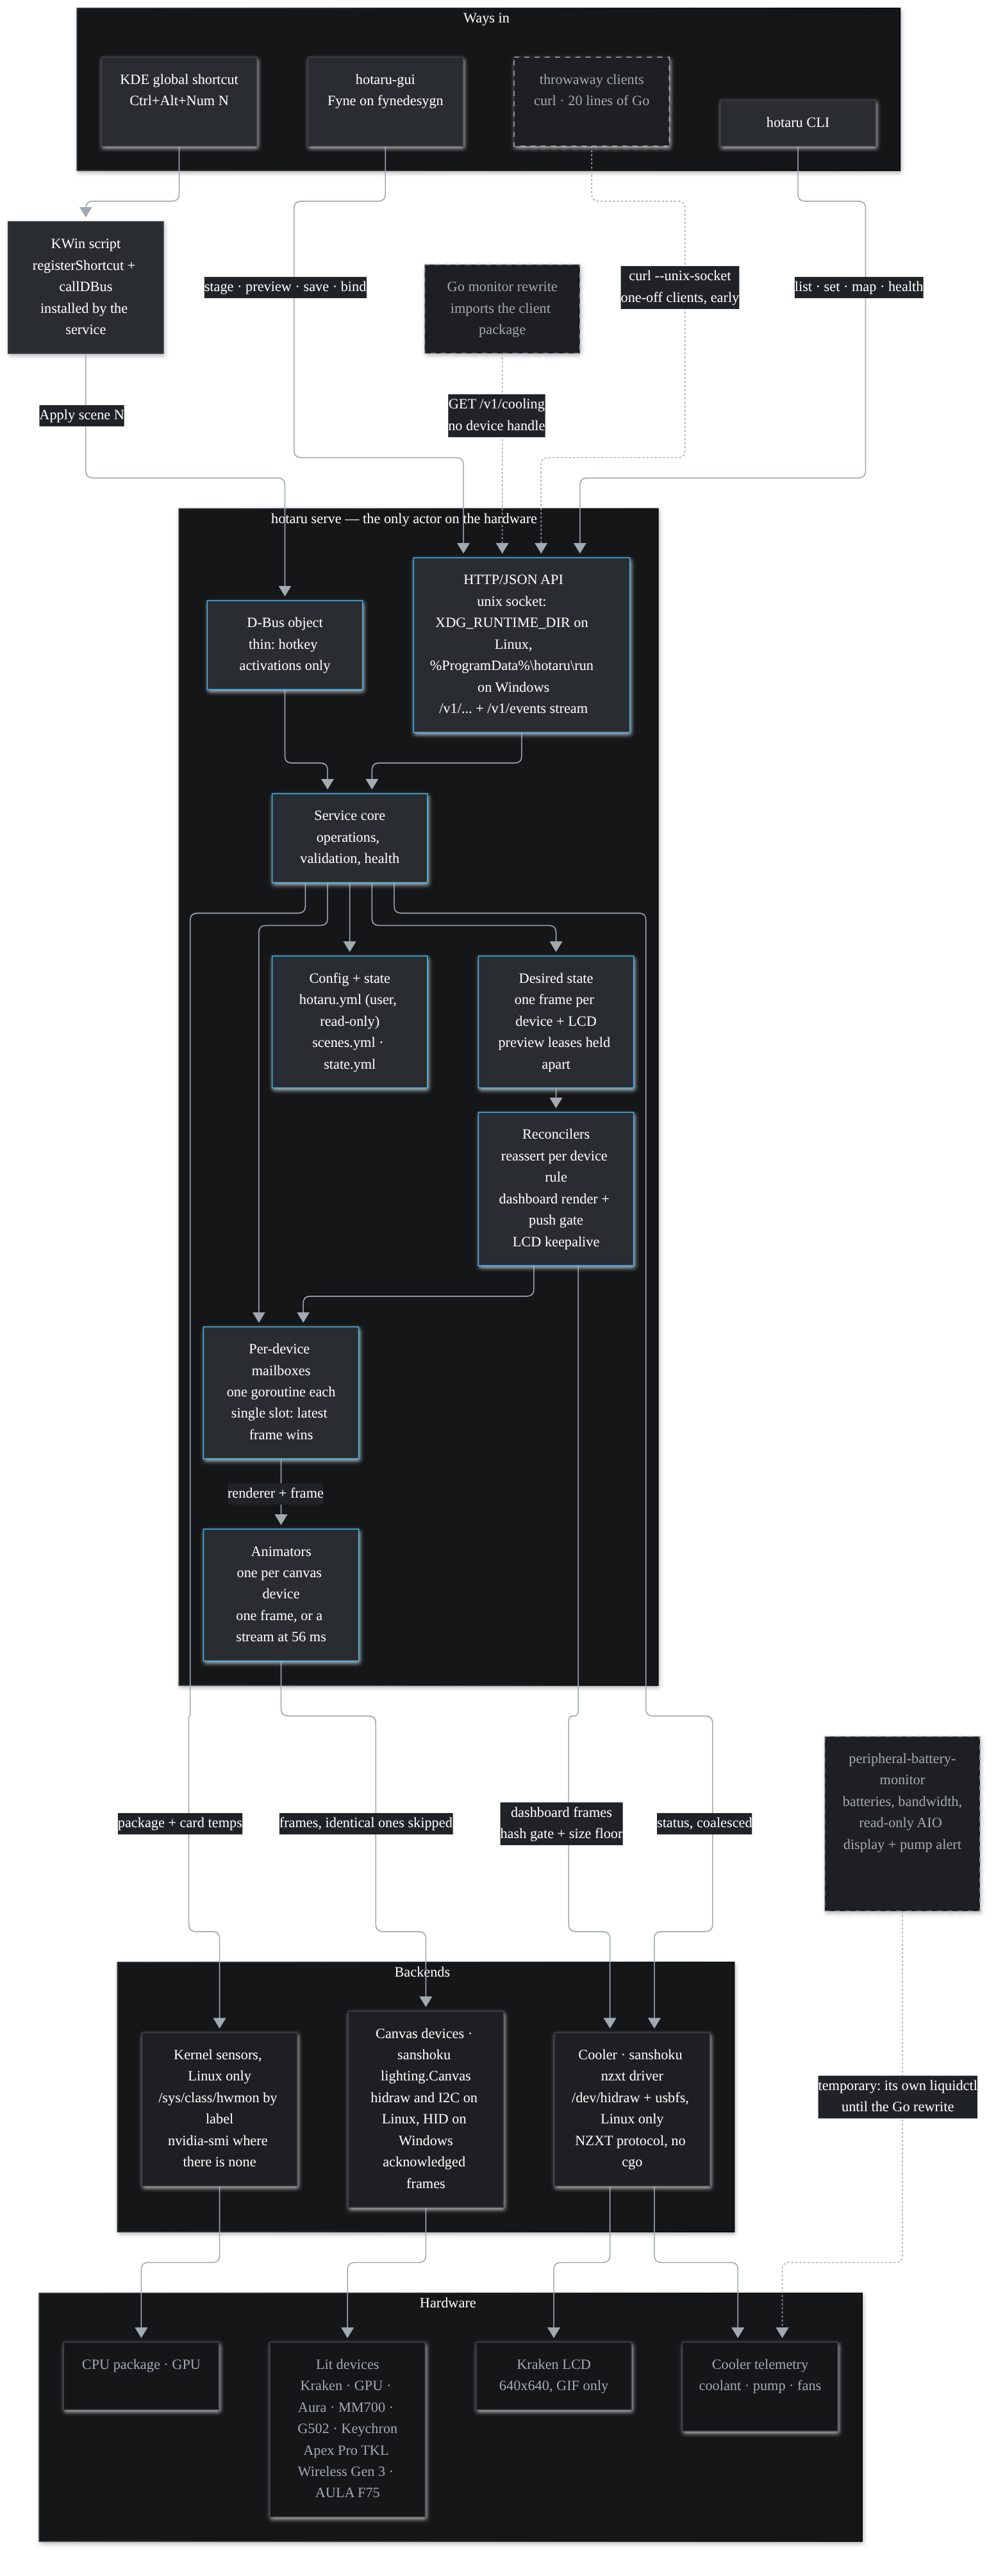 Ways in
KDE global shortcut
Ctrl+Alt+Num N
hotaru-gui
Fyne on fynedesygn
throwaway clients
curl · 20 lines of Go
hotaru CLI
KWin script
registerShortcut +
callDBus
installed by the
service
stage · preview · save · bind
Go monitor rewrite
imports the client
package
curl --unix-socket
one-off clients, early
list · set · map · health
Apply scene N
GET /v1/cooling
no device handle
hotaru serve — the only actor on the hardware
D-Bus object
thin: hotkey
activations only
HTTP/JSON API
unix socket:
XDG_RUNTIME_DIR on
Linux,
%ProgramData%\hotaru\run
on Windows
/v1/... + /v1/events stream
Service core
operations,
validation, health
Config + state
hotaru.yml (user,
read-only)
scenes.yml ·
state.yml
Desired state
one frame per
device + LCD
preview leases held
apart
Reconcilers
reassert per device
rule
dashboard render +
push gate
LCD keepalive
Per-device
mailboxes
one goroutine each
single slot: latest
frame wins
renderer + frame
Animators
one per canvas
device
one frame, or a
stream at 56 ms
package + card temps
frames, identical ones skipped
dashboard frames
hash gate + size floor
status, coalesced
peripheral-battery-
monitor
batteries, bandwidth,
read-only AIO
display + pump alert
Backends
Kernel sensors,
Linux only
/sys/class/hwmon by
label
nvidia-smi where
there is none
Canvas devices ·
sanshoku
lighting.Canvas
hidraw and I2C on
Linux, HID on
Windows
acknowledged
frames
Cooler · sanshoku
nzxt driver
/dev/hidraw + usbfs,
Linux only
NZXT protocol, no
cgo
temporary: its own liquidctl
until the Go rewrite
Hardware
CPU package · GPU
Lit devices
Kraken · GPU ·
Aura · MM700 ·
G502 · Keychron
Apex Pro TKL
Wireless Gen 3 ·
AULA F75
Kraken LCD
640x640, GIF only
Cooler telemetry
coolant · pump · fans